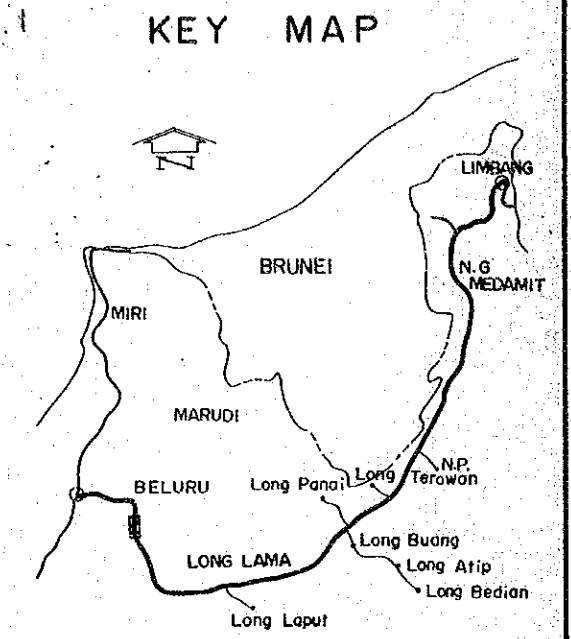 KEY MAP
N
LIMBANG
BRUNEI
N.G
MEDAMIT
MIRI
MARUDI
N.P.
BELURU
Long Panai
Long
Terawan
Long Buang
LONG LAMA
Long Atip
Long Bedian
Long Laput